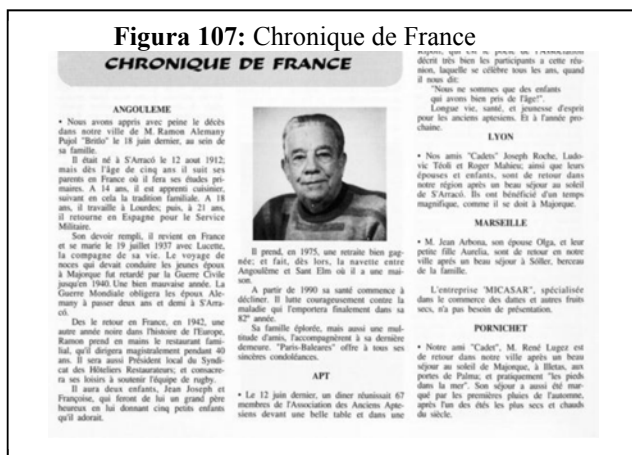 Figura 107: Chronique de France
CHRONIQUE DE FRANCE
ANGOULEME
• Nous avons appris avec peine le décès
dans notre ville de M. Ramon Alemany
Pujol "Britlo" le 18 juin dernier, au sein de
sa famille.
Il était né à S'Arracó le 12 aout 1912;
mais dès l'âge de cinq ans il suit ses
parents en France où il fera ses études pri-
maires. A 14 ans, il est apprenti cuisinier,
suivant en cela la tradition familiale. A 18
ans, il travaille à Lourdes; puis, à 21 ans,
il retourne en Espagne pour le Service
Militaire.
Son devoir rempli, il revient en France
et se marie le 19 juillet 1937 avec Lucette,
la compagne de sa vie. Le voyage de
noces qui devait conduire les jeunes époux
à Majorque fut retardé par la Guerre Civile
jusqu'en 1940. Une bien mauvaise année. La
Guerre Mondiale obligera les époux Ale-
many à passer deux ans et demi à S'Arra-
có.
Des le retour en France, en 1942, une
autre année noire dans l'histoire de l'Europe,
Ramon prend en mains le restaurant fami-
lial, qu'il dirigera magistralement pendant 40
ans. Il sera aussi Président local du Syndi-
cat des Hôteliers Restaurateurs; et consacre-
ra ses loisirs à soutenir l'équipe de rugby.
Il aura deux enfants, Jean Joseph et
Françoise, qui feront de lui un grand père
heureux en lui donnant cinq petits enfants
qu'il adorait.
Il prend, en 1975, une retraite bien gag-
née; et fait, dès lors, la navette entre
Angoulême et Sant Elm où il a une mai-
son.
A partir de 1990 sa santé commence à
décliner. Il lutte courageusement contre la
maladie qui l'emportera finalement dans sa
82° année.
Sa famille éplorée, mais aussi une mul-
titude d'amis, l'accompagnèrent à sa dernière
demeure. "Paris-Baleares" offre à tous ses
sincères condoléances.
APT
• Le 12 juin dernier, un diner réunissait 67
membres de l'Association des Anciens Apte-
siens devant une belle table et dans une
qui est le poète de l'Association
décrit très bien les participants a cette réu-
nion, laquelle se célèbre tous les ans, quand
il nous dit:
"Nous ne sommes que des enfants
qui avons bien pris de l'âge!".
Longue vie, santé, et jeunesse d'esprit
pour les anciens aptesiens. Et à l'année pro-
chaine.
LYON
• Nos amis "Cadets" Joseph Roche, Ludo-
vic Téoli et Roger Mahieu; ainsi que leurs
épouses et enfants, sont de retour dans
notre région après un beau séjour au soleil
de S'Arracó. Ils ont bénéficié d'un temps
magnifique, comme il se doit à Majorque.
MARSEILLE
• M. Jean Arbona, son épouse Olga, et leur
petite fille Aurelia, sont de retour en notre
ville après un beau séjour à Sóller, berceau
de la famille.
L'entreprise 'MICASAR', spécialisée
dans le commerce des dattes et autres fruits
secs, n'a pas besoin de présentation.
PORNICHET
• Notre ami "Cadet", M. René Lugez est
de retour dans notre ville après un beau
séjour au soleil de Majorque, à Illetas, aux
portes de Palma; et pratiquement "les pieds
dans la mer". Son séjour a aussi été mar-
qué par les premières pluies de l'automne,
après l'un des étés les plus secs et chauds
du siècle.